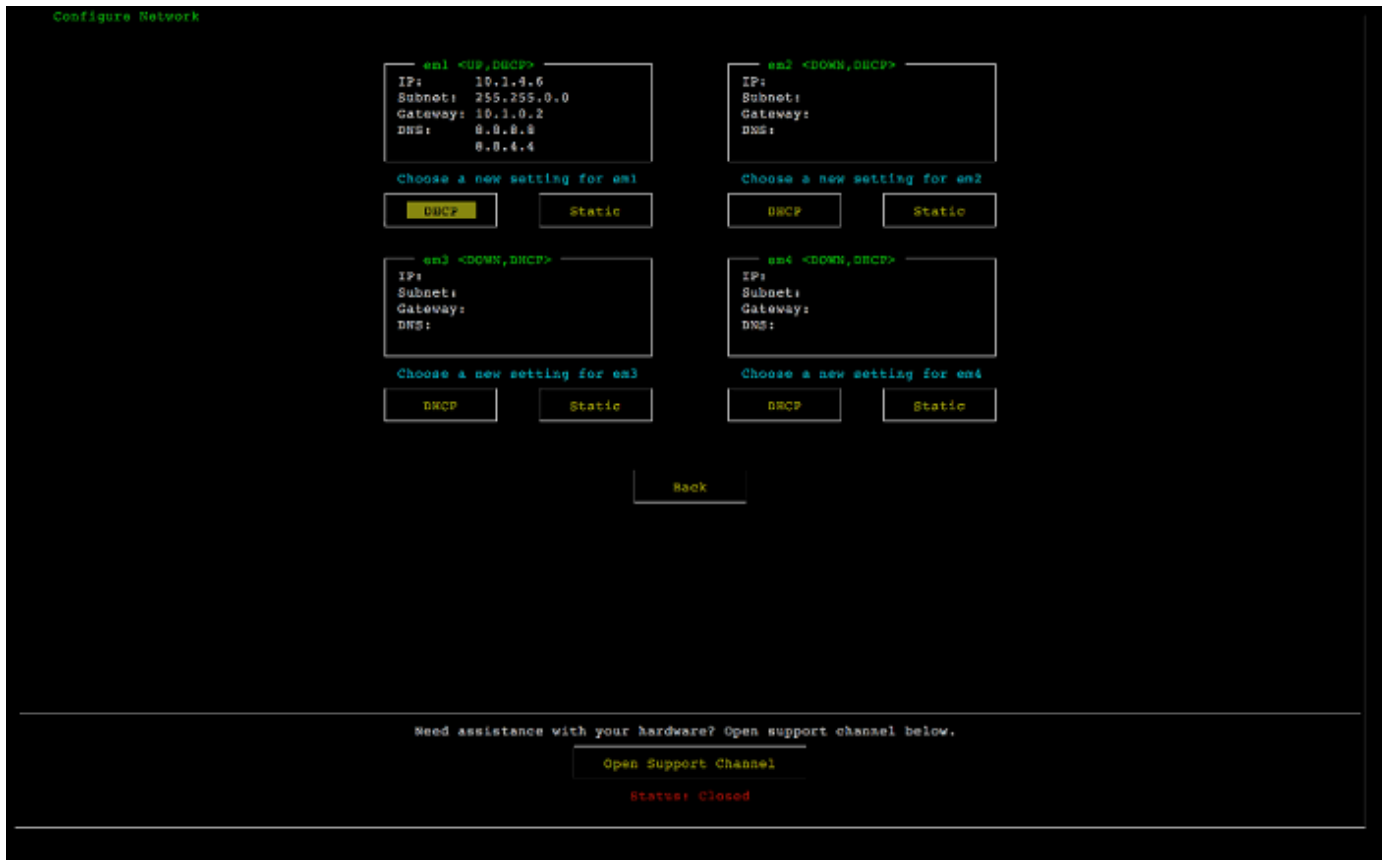 Configure Network
em1 <UP,DHCP>
IP: 10.1.4.6
Subnet: 255.255.0.0
Gateway: 10.1.0.2
DNS: 8.8.8.8
8.8.4.4
Choose a new setting for em1
DHCP Static
em2 <DOWN,DHCP>
IP:
Subnet:
Gateway:
DNS:
Choose a new setting for em2
DHCP Static
em3 <DOWN,DHCP>
IP:
Subnet:
Gateway:
DNS:
Choose a new setting for em3
DHCP Static
em4 <DOWN,DHCP>
IP:
Subnet:
Gateway:
DNS:
Choose a new setting for em4
DHCP Static
Back
Need assistance with your hardware? Open support channel below.
Open Support Channel
Status: Closed